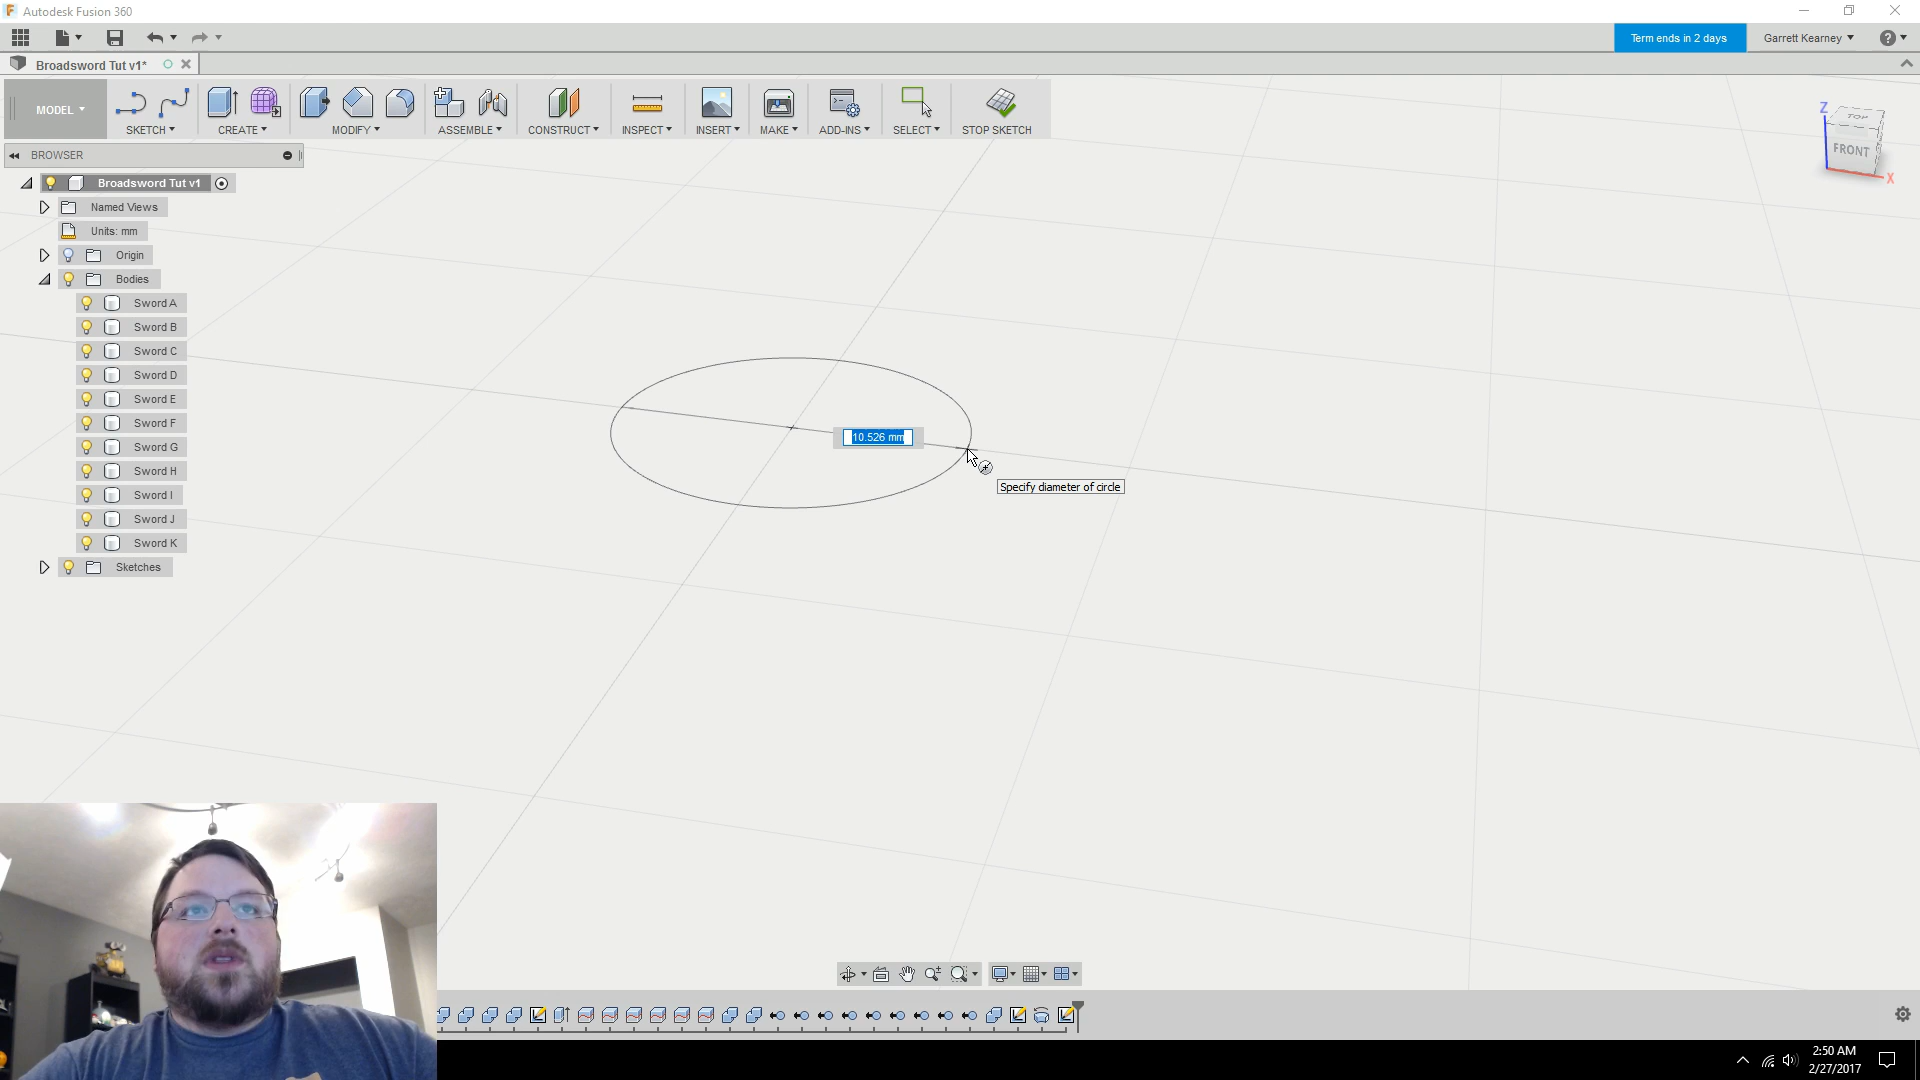 Autodesk Fusion 360
Term ends in 2 days
Garrett Kearney
Broadsword Tut v1*
MODEL
SKETCH
CREATE
MODIFY
ASSEMBLE
CONSTRUCT
INSPECT
INSERT
MAKE
ADD-INS
SELECT
STOP SKETCH
BROWSER
Broadsword Tut v1
Named Views
Units: mm
Origin
Bodies
Sword A
Sword B
Sword C
Sword D
Sword E
Sword F
Sword G
Sword H
Sword I
Sword J
Sword K
Sketches
Z
TOP
FRONT
X
10.526 mm
Specify diameter of circle
2:50 AM
2/27/2017